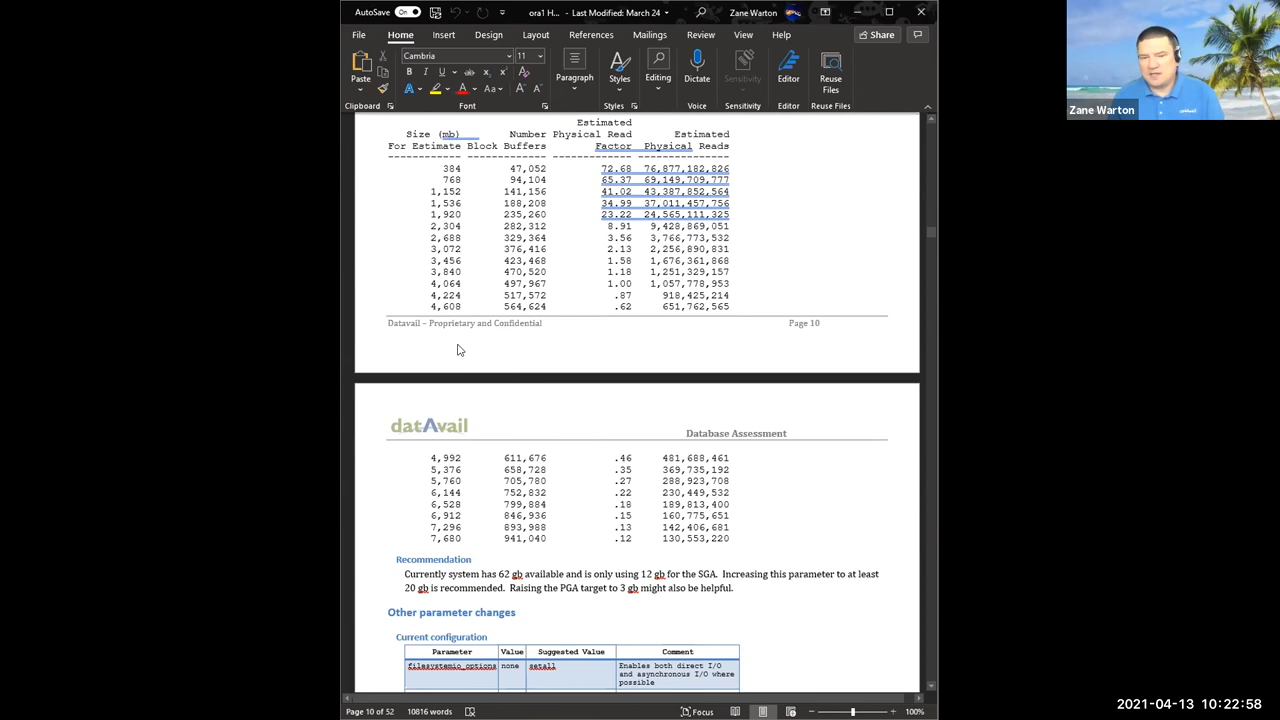 AutoSave On ora1 H... - Last Modified: March 24 Zane Warton
File Home Insert Design Layout References Mailings Review View Help Share
Cambria 11
Paste Paragraph Styles Editing Dictate Sensitivity Editor Reuse Files
B I U ab x x A
A A Aa A A
Clipboard Font Styles Voice Sensitivity Editor Reuse Files
Zane Warton
Estimated
Size (mb) Number Physical Read Estimated
For Estimate Block Buffers Factor Physical Reads
------------ ------------- ------------- --------------
384 47,052 72.68 76,877,182,826
768 94,104 65.37 69,149,709,777
1,152 141,156 41.02 43,387,852,564
1,536 188,208 34.99 37,011,457,756
1,920 235,260 23.22 24,565,111,325
2,304 282,312 8.91 9,428,869,051
2,688 329,364 3.56 3,766,773,532
3,072 376,416 2.13 2,256,890,831
3,456 423,468 1.58 1,676,361,868
3,840 470,520 1.18 1,251,329,157
4,064 497,967 1.00 1,057,778,953
4,224 517,572 .87 918,425,214
4,608 564,624 .62 651,762,565
Datavail – Proprietary and Confidential Page 10
datAvail Database Assessment
4,992 611,676 .46 481,688,461
5,376 658,728 .35 369,735,192
5,760 705,780 .27 288,923,708
6,144 752,832 .22 230,449,532
6,528 799,884 .18 189,813,400
6,912 846,936 .15 160,775,651
7,296 893,988 .13 142,406,681
7,680 941,040 .12 130,553,220
Recommendation
Currently system has 62 gb available and is only using 12 gb for the SGA. Increasing this parameter to at least
20 gb is recommended. Raising the PGA target to 3 gb might also be helpful.
Other parameter changes
Current configuration
Parameter Value Suggested Value Comment
filesystemio_options none setall Enables both direct I/O
and asynchronous I/O where
possible
Page 10 of 52 10816 words Focus 100%
2021-04-13 10:22:58